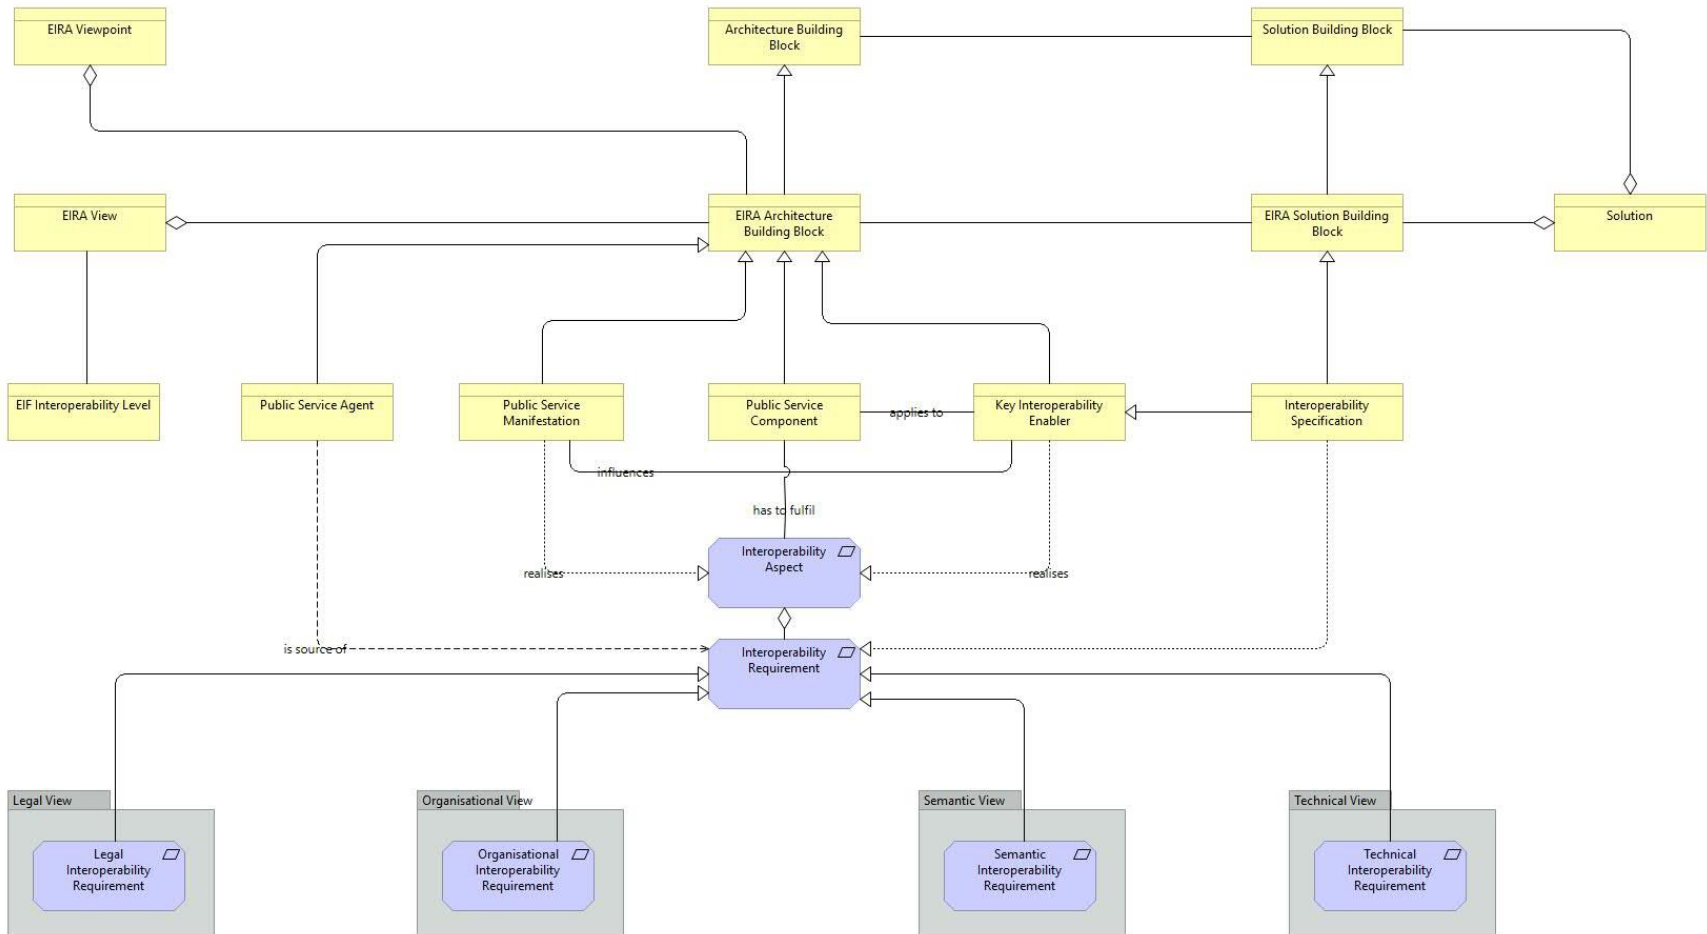 EIRA Viewpoint
Architecture Building
Block
Solution Building Block
EIRA View
EIRA Architecture
Building Block
EIRA Solution Building
Block
Solution
EIF Interoperability Level
Public Service Agent
Public Service
Manifestation
Public Service
Component
applies to
Key Interoperability
Enabler
Interoperability
Specification
influences
has to fulfil
Interoperability
Aspect
realises
realises
is source of
Interoperability
Requirement
Legal View
Organisational View
Semantic View
Technical View
Legal
Interoperability
Requirement
Organisational
Interoperability
Requirement
Semantic
Interoperability
Requirement
Technical
Interoperability
Requirement